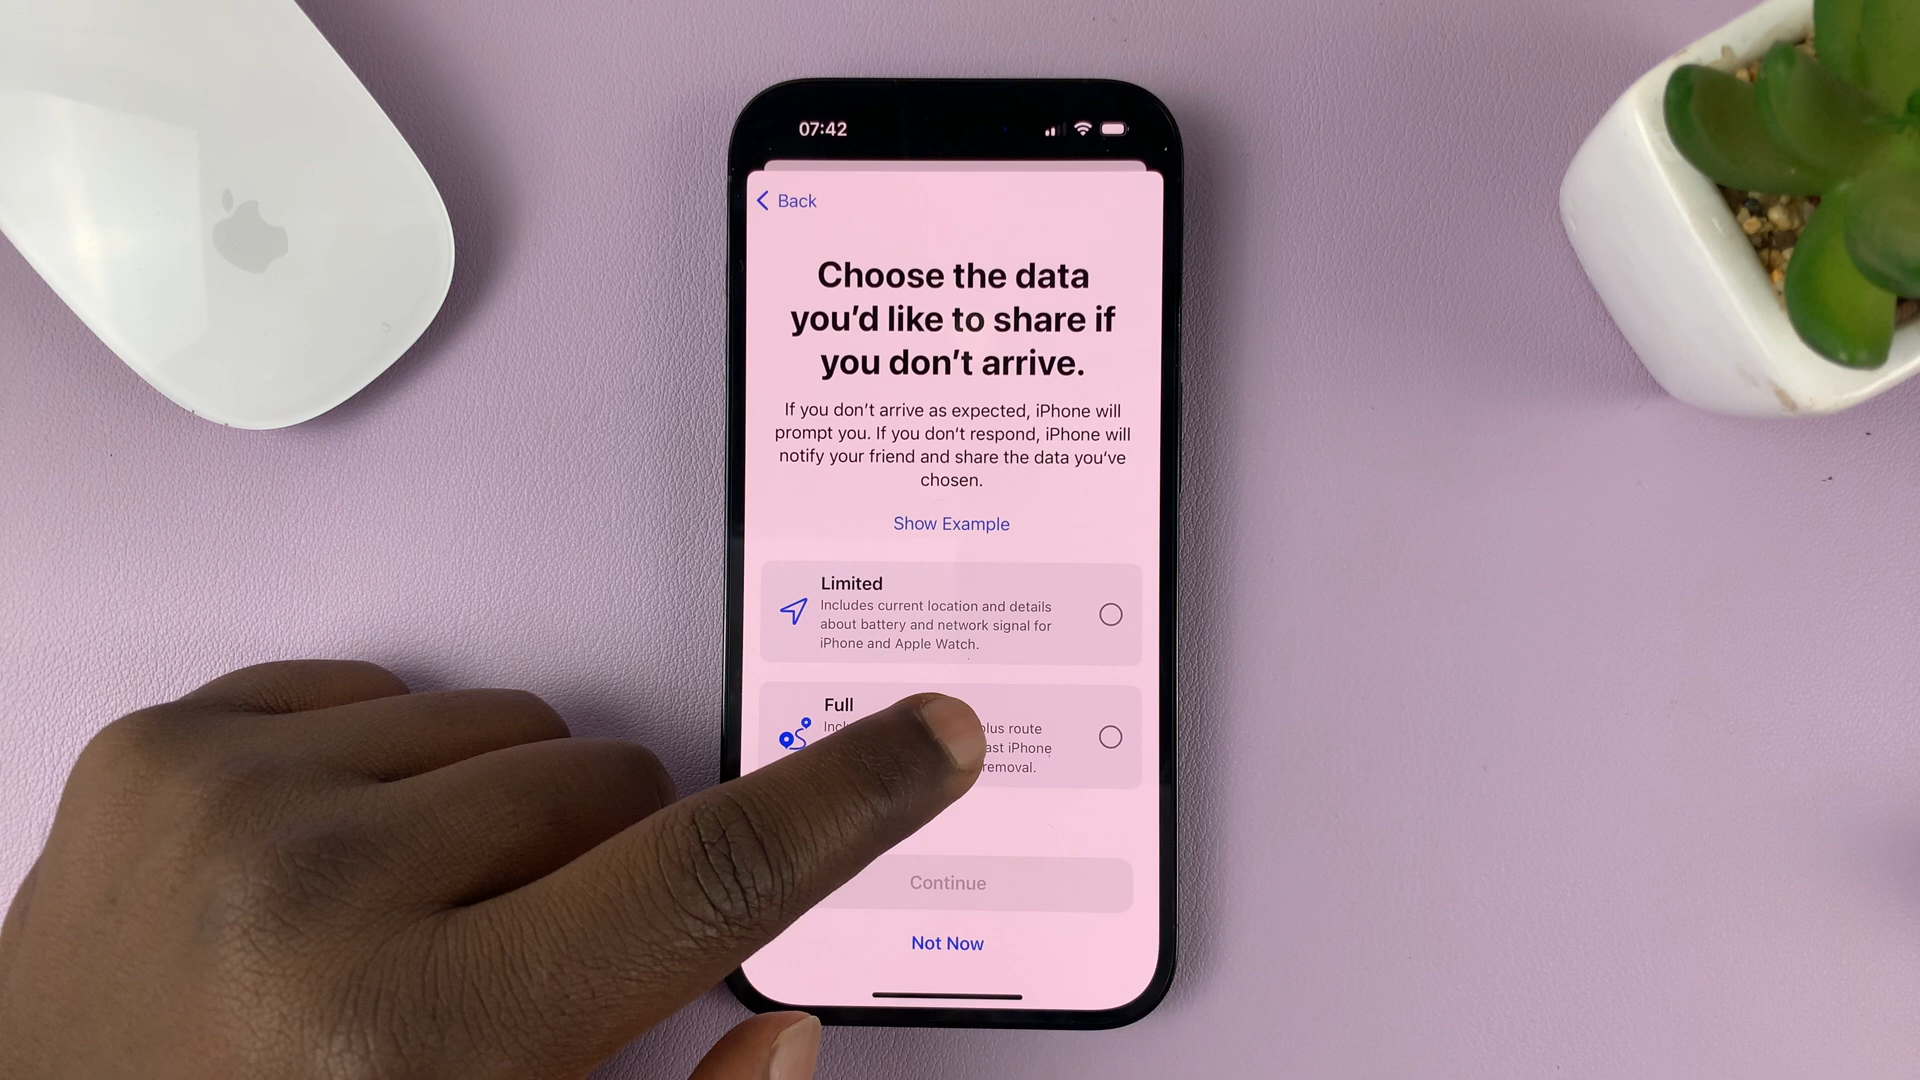 07:42
Back
Choose the data
you’d like to share if
you don’t arrive.
If you don’t arrive as expected, iPhone will
prompt you. If you don’t respond, iPhone will
notify your friend and share the data you’ve
chosen.
Show Example
Limited
Includes current location and details
about battery and network signal for
iPhone and Apple Watch.
Full
plus route
iPhone
removal.
Continue
Not Now